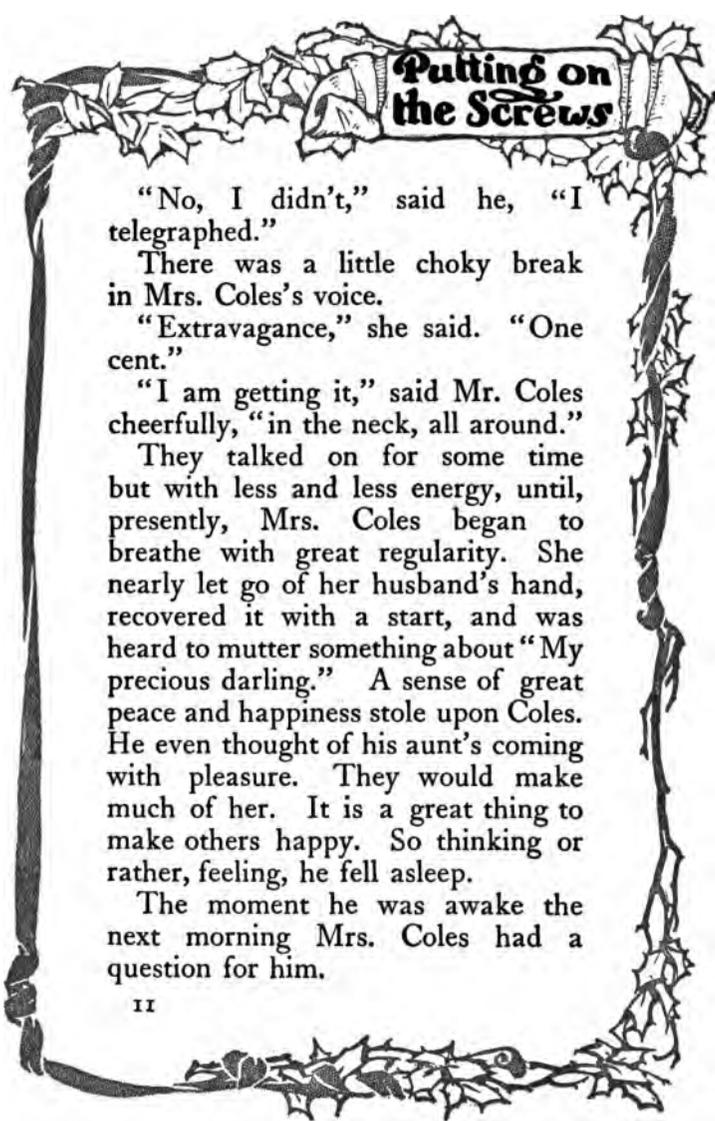 Putting on
the Screws
“No, I didn't,” said he, “I
telegraphed.”
There was a little choky break
in Mrs. Coles's voice.
“Extravagance,” she said. “One
cent.”
“I am getting it,” said Mr. Coles
cheerfully, “in the neck, all around.”
They talked on for some time
but with less and less energy, until,
presently, Mrs. Coles began to
breathe with great regularity. She
nearly let go of her husband's hand,
recovered it with a start, and was
heard to mutter something about “My
precious darling.” A sense of great
peace and happiness stole upon Coles.
He even thought of his aunt's coming
with pleasure. They would make
much of her. It is a great thing to
make others happy. So thinking or
rather, feeling, he fell asleep.
The moment he was awake the
next morning Mrs. Coles had a
question for him.
11